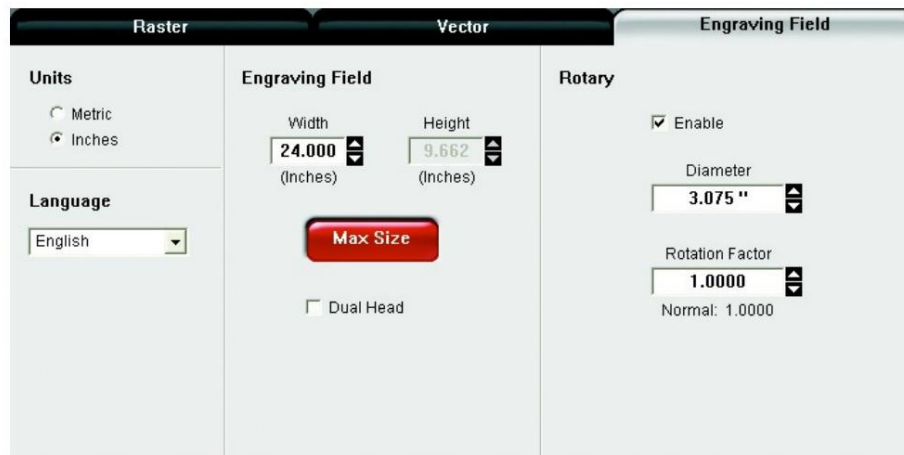 Raster
Vector
Engraving Field
Units
Metric
Inches
Language
English
Engraving Field
Width
Height
24.000
9.662
(Inches)
(Inches)
Max Size
Dual Head
Rotary
Enable
Diameter
3.075 "
Rotation Factor
1.0000
Normal: 1.0000